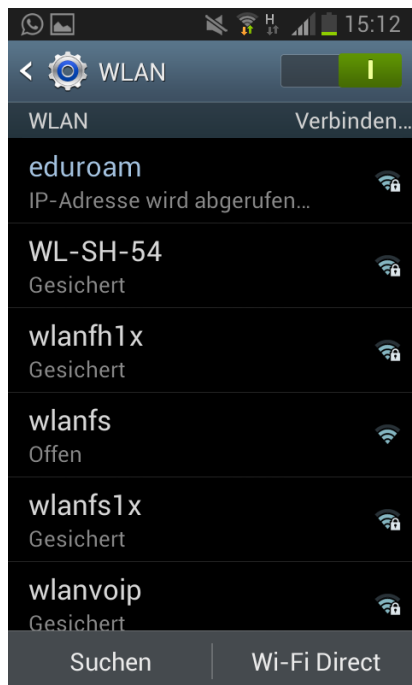 H
15:12
WLAN
WLAN Verbinden...
eduroam
IP-Adresse wird abgerufen...
WL-SH-54
Gesichert
wlanfh1x
Gesichert
wlanfs
Offen
wlanfs1x
Gesichert
wlanvoip
Gesichert
Suchen Wi-Fi Direct